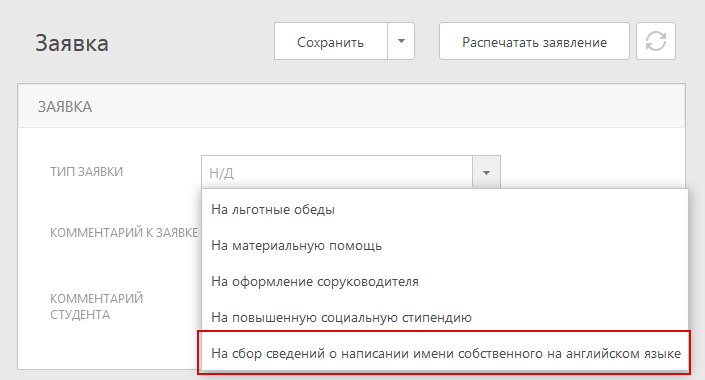 Заявка
Сохранить
Распечатать заявление
ЗАЯВКА
ТИП ЗАЯВКИ
Н/Д
На льготные обеды
КОММЕНТАРИЙ К ЗАЯВКЕ
На материальную помощь
На оформление соруководителя
КОММЕНТАРИЙ
СТУДЕНТА
На повышенную социальную стипендию
На сбор сведений о написании имени собственного на английском языке